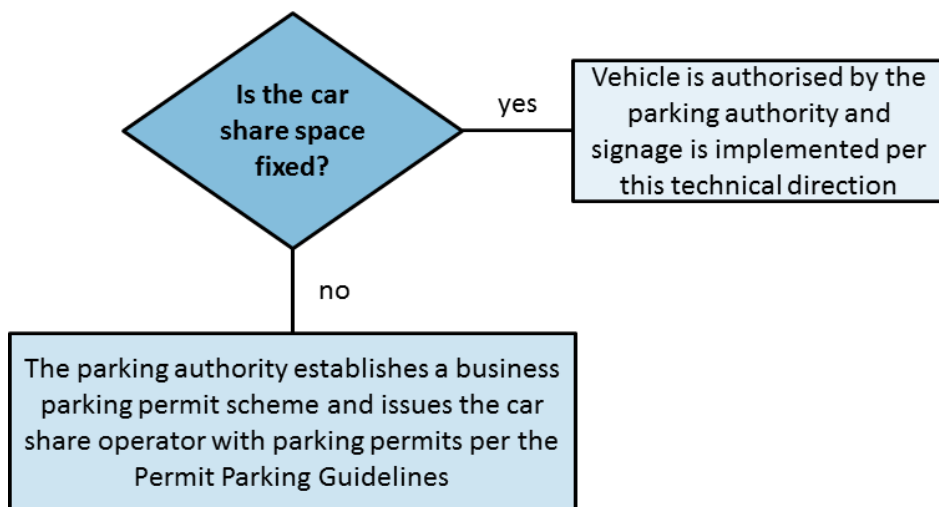 Is the car
share space
fixed?
yes
Vehicle is authorised by the
parking authority and
signage is implemented per
this technical direction
no
The parking authority establishes a business
parking permit scheme and issues the car
share operator with parking permits per the
Permit Parking Guidelines